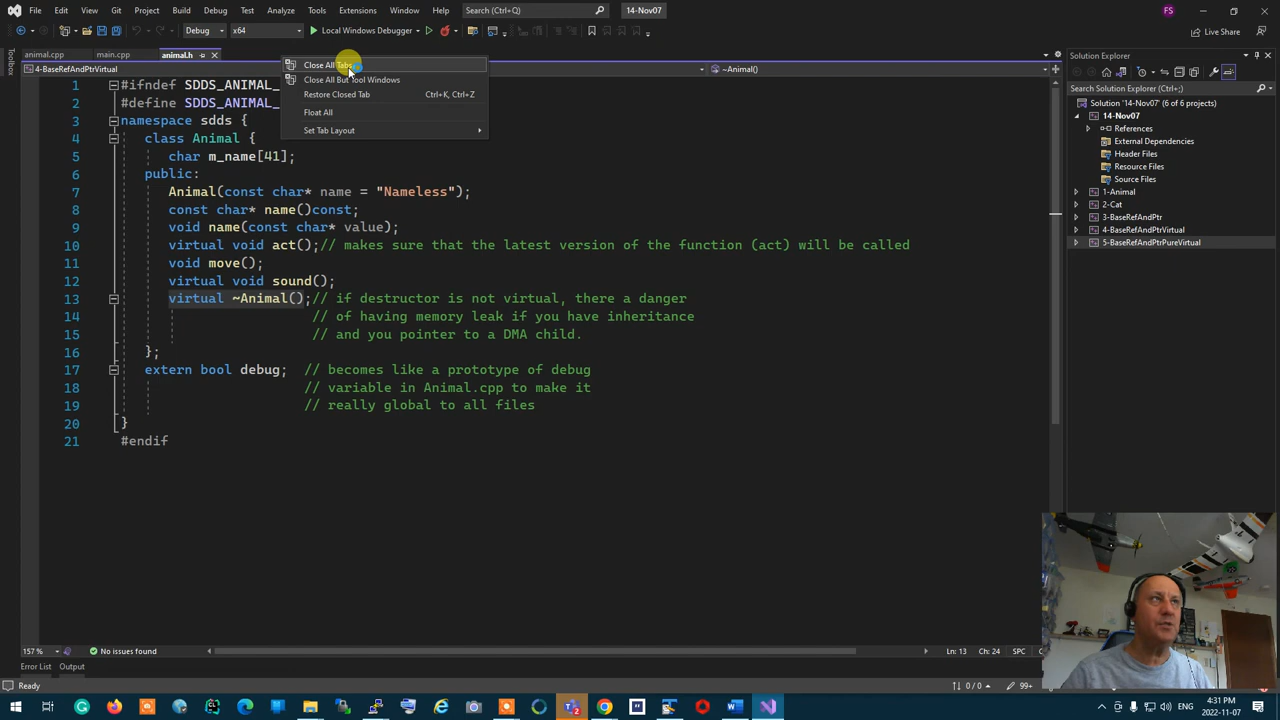 File Edit View Git Project Build Debug Test Analyze Tools Extensions Window Help Search (Ctrl+Q) 14-Nov07 FS
Debug x64 Local Windows Debugger Live Share
Toolbox
animal.cpp main.cpp animal.h
4-BaseRefAndPtrVirtual ~Animal()
Close All Tabs
Close All But Tool Windows
Restore Closed Tab Ctrl+K, Ctrl+Z
Float All
Set Tab Layout
1 #ifndef SDDS_ANIMAL_
2 #define SDDS_ANIMAL_
3 namespace sdds {
4 class Animal {
5 char m_name[41];
6 public:
7 Animal(const char* name = "Nameless");
8 const char* name()const;
9 void name(const char* value);
10 virtual void act();// makes sure that the latest version of the function (act) will be called
11 void move();
12 virtual void sound();
13 virtual ~Animal();// if destructor is not virtual, there a danger
14 // of having memory leak if you have inheritance
15 // and you pointer to a DMA child.
16 };
17 extern bool debug; // becomes like a prototype of debug
18 // variable in Animal.cpp to make it
19 // really global to all files
20 }
21 #endif
Solution Explorer
Search Solution Explorer (Ctrl+;)
Solution '14-Nov07' (6 of 6 projects)
14-Nov07
References
External Dependencies
Header Files
Resource Files
Source Files
1-Animal
2-Cat
3-BaseRefAndPtr
4-BaseRefAndPtrVirtual
5-BaseRefAndPtrPureVirtual
157 % No issues found Ln: 13 Ch: 24 SPC
Error List Output
Ready 0 / 0 99+
4:31 PM
2022-11-07